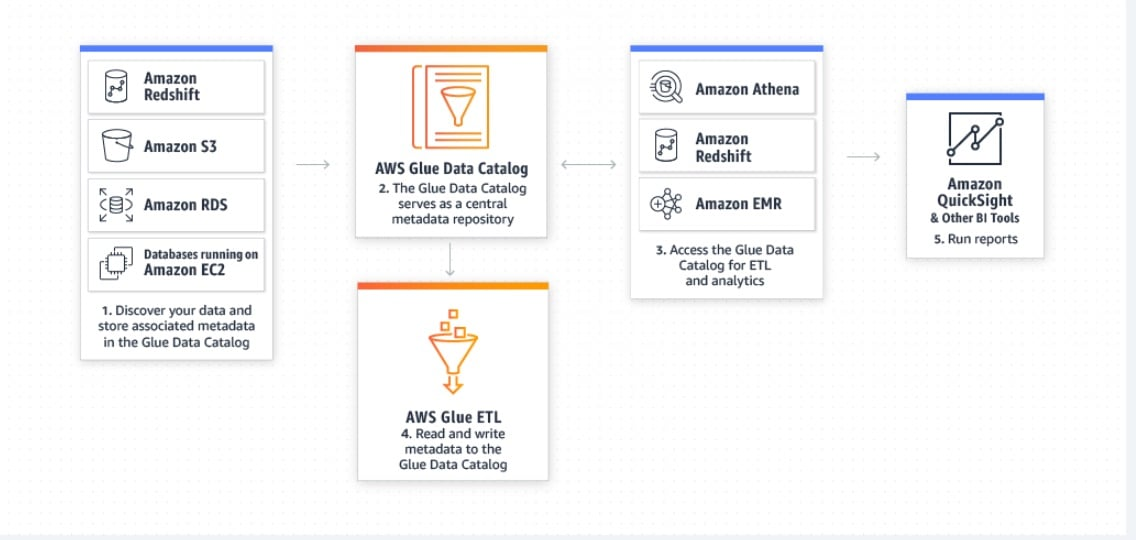 Amazon
Redshift
Amazon S3
Amazon RDS
Databases running on
Amazon EC2
1. Discover your data and
store associated metadata
in the Glue Data Catalog
AWS Glue Data Catalog
2. The Glue Data Catalog
serves as a central
metadata repository
AWS Glue ETL
4. Read and write
metadata to the
Glue Data Catalog
Amazon Athena
Amazon
Redshift
Amazon EMR
3. Access the Glue Data
Catalog for ETL
and analytics
Amazon
QuickSight
& Other BI Tools
5. Run reports